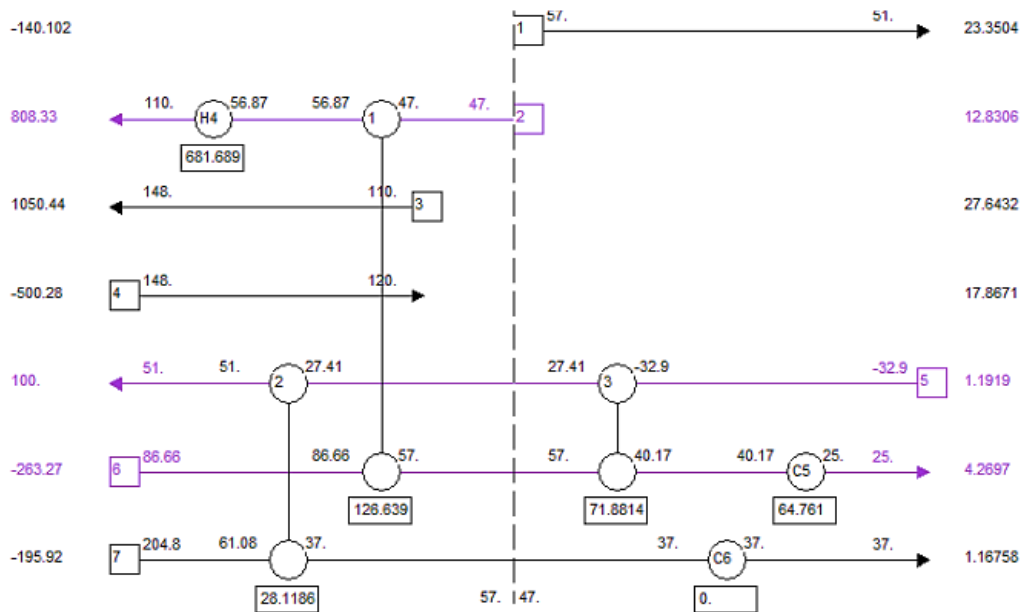 -140.102 1 57. 51. 23.3504
808.33 110. H4 56.87 56.87 1 47. 47. 2 12.8306
681.689
1050.44 148. 110. 3 27.6432
-500.28 4 148. 120. 17.8671
100. 51. 51. 2 27.41 27.41 3 -32.9 -32.9 5 1.1919
-263.27 6 86.66 86.66 57. 57. 40.17 40.17 C5 25. 25. 4.2697
126.639 71.8814 64.761
-195.92 7 204.8 61.08 37. 37. C6 37. 37. 1.16758
28.1186 57. 47. 0.